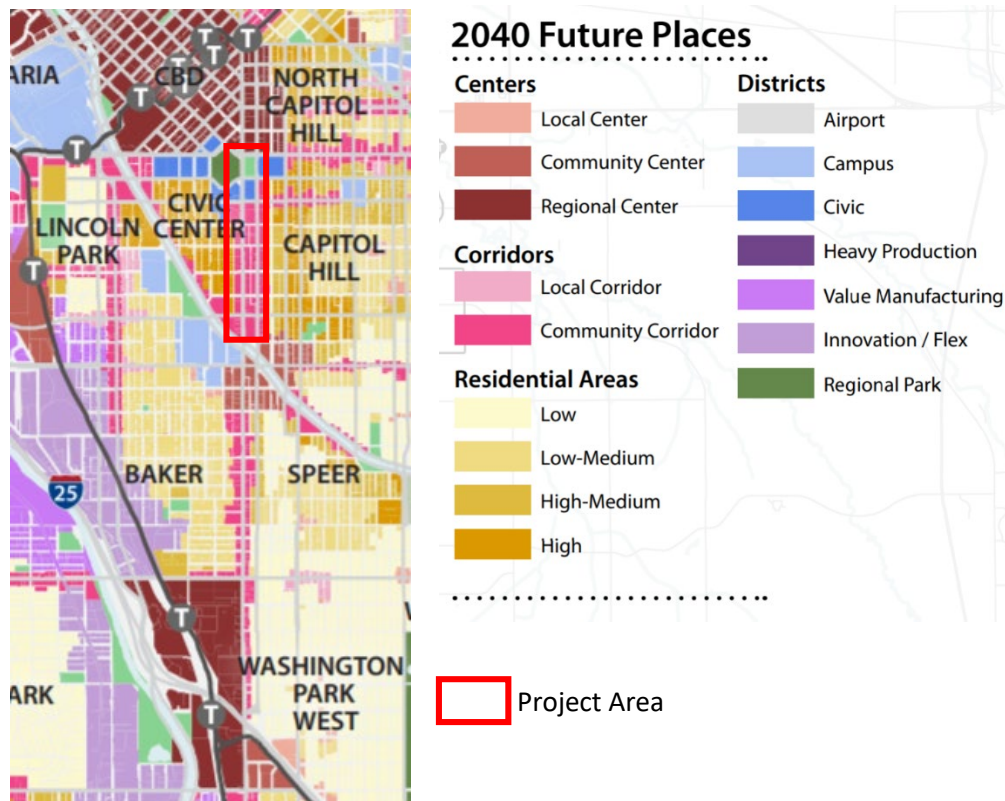 ARIA
CBD
T
T
T
T
T
NORTH
CAPITOL
HILL
T
CIVIC
CENTER
LINCOLN
PARK
CAPITOL
HILL
T
BAKER
SPEER
25
T
WASHINGTON
PARK
WEST
ARK
T
2040 Future Places
Centers
Local Center
Community Center
Regional Center
Corridors
Local Corridor
Community Corridor
Residential Areas
Low
Low-Medium
High-Medium
High
Districts
Airport
Campus
Civic
Heavy Production
Value Manufacturing
Innovation / Flex
Regional Park
Project Area